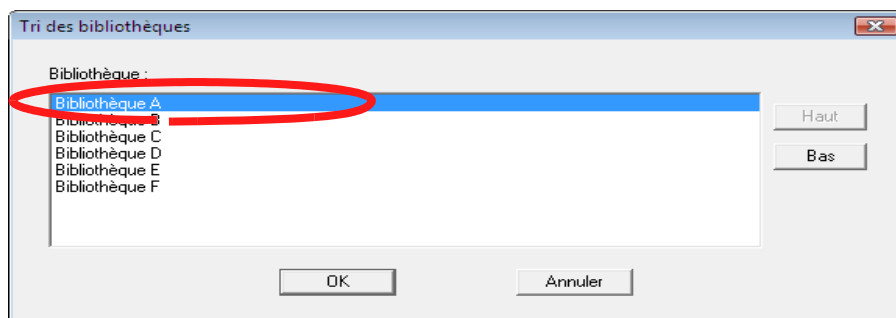 Tri des bibliothèques
Bibliothèque :
Bibliothèque A
Bibliothèque B
Bibliothèque C
Bibliothèque D
Bibliothèque E
Bibliothèque F
Haut
Bas
OK
Annuler